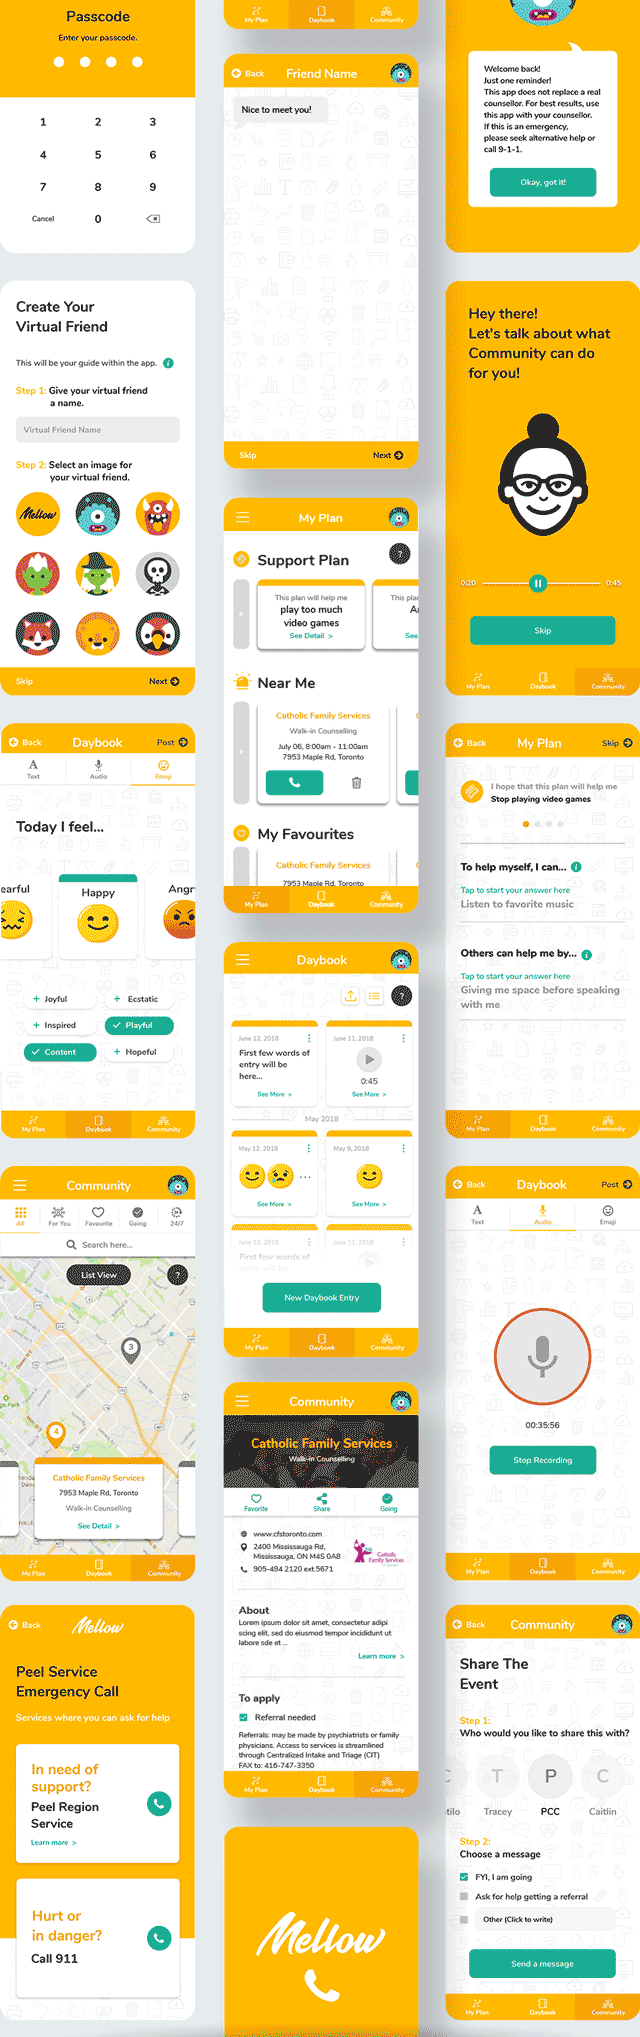 Passcode
Enter your passcode.
1 2 3
4 5 6
7 8 9
Cancel 0
Create Your
Virtual Friend
This will be your guide within the app. i
Step 1: Give your virtual friend
a name.
Virtual Friend Name
Step 2: Select an image for
your virtual friend.
Mellow
Skip Next
Back Daybook Post
A
Text Audio Emoji
Today I feel...
earful Happy Angr
+ Joyful + Ecstatic
+ Inspired Playful
Content + Hopeful
My Plan Daybook Community
Community
All For You Favourite Going 24/7
Search here...
List View ?
3
4
Catholic Family Services
7953 Maple Rd, Toronto
Walk-in Counselling
See Detail >
My Plan Daybook Community
Back Mellow
Peel Service
Emergency Call
Services where you can ask for help
In need of
support?
Peel Region
Service
Learn more >
Hurt or
in danger?
Call 911
My Plan Daybook Community
Back Friend Name
Nice to meet you!
Skip Next
My Plan
Support Plan ?
This plan will help me
play too much
video games
See Detail >
This plan
Ar
See
Near Me
Catholic Family Services
Walk-in Counselling
July 06, 8:00am - 11:00am
7953 Maple Rd, Toronto
My Favourites
Catholic Family Services
7953 Maple Rd, Toronto
My Plan Daybook Community
Daybook
?
June 12, 2018
First few words of
entry will be
here...
See More >
June 11, 2018
0:45
See More >
May 2018
May 12, 2018
...
See More >
May 9, 2018
See More >
June 12, 2018
First few words of
entry will be
June 11, 2018
New Daybook Entry
My Plan Daybook Community
Community
Catholic Family Services
Walk-in Counselling
Favorite Share Going
www.cfstoronto.com
2400 Mississauga Rd,
Mississauga, ON M4S 0A8
905-494 2120 ext.5671
Catholic
Family Services
About
Lorem ipsum dolor sit amet, consectetur adipi
scing elit, sed do eiusmod tempor incididunt ut
labore sde et ...
Learn more >
To apply
Referral needed
Referrals: may be made by psychiatrists or family
physicians. Access to services is streamlined
through Centralized Intake and Triage (CIT)
FAX to: 416-747-3350
My Plan Daybook Community
Mellow
Welcome back!
Just one reminder!
This app does not replace a real
counsellor. For best results, use
this app with your counsellor.
If this is an emergency,
please seek alternative help or
call 9-1-1.
Okay, got it!
Hey there!
Let's talk about what
Community can do
for you!
0:20 0:45
Skip
My Plan Daybook Community
Back My Plan Skip
I hope that this plan will help me
Stop playing video games
To help myself, I can... i
Tap to start your answer here
Listen to favorite music
Others can help me by... i
Tap to start your answer here
Giving me space before speaking
with me
My Plan Daybook Community
Back Daybook Post
A
Text Audio Emoji
00:35:56
Stop Recording
My Plan Daybook Community
Back Community
Share The
Event
Step 1:
Who would you like to share this with?
C T P C
Tracey PCC Caitlin
Step 2:
Choose a message
FYI, I am going
Ask for help getting a referral
Other (Click to write)
Send a message
My Plan Daybook Community